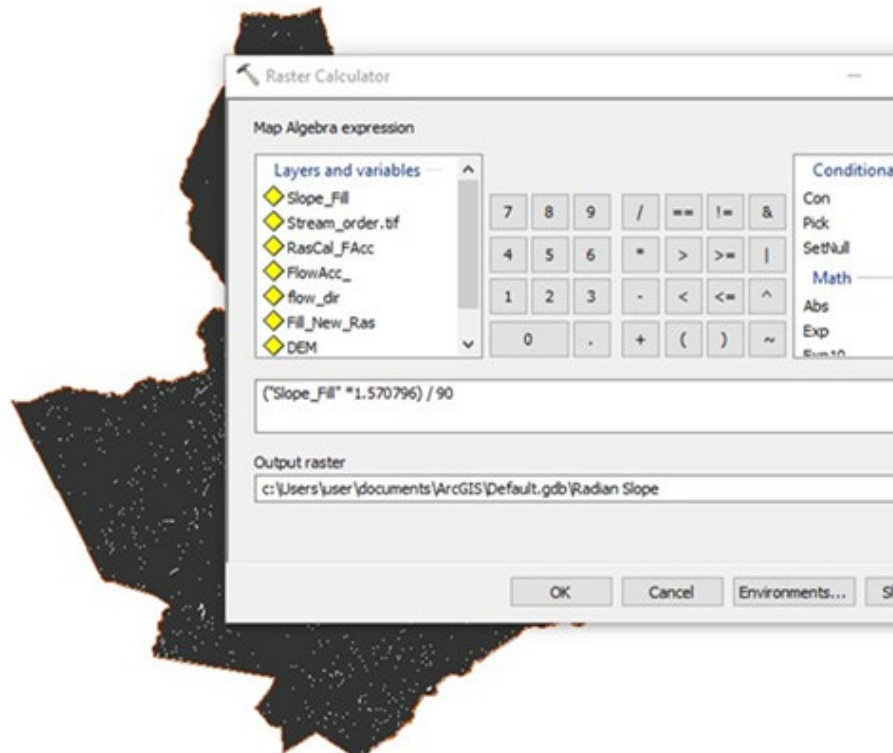 Raster Calculator
Map Algebra expression
Layers and variables
Slope_Fill
Stream_order.tif
RasCal_FAcc
FlowAcc_
flow_dir
Fill_New_Ras
DEM
7 8 9 / == != &
4 5 6 * > >= |
1 2 3 - < <= ^
0 . + ( ) ~
Conditiona
Con
Pick
SetNull
Math
Abs
Exp
Exp10
("Slope_Fill" *1.570796) / 90
Output raster
c:\Users\user\documents\ArcGIS\Default.gdb\Radian Slope
OK Cancel Environments... S